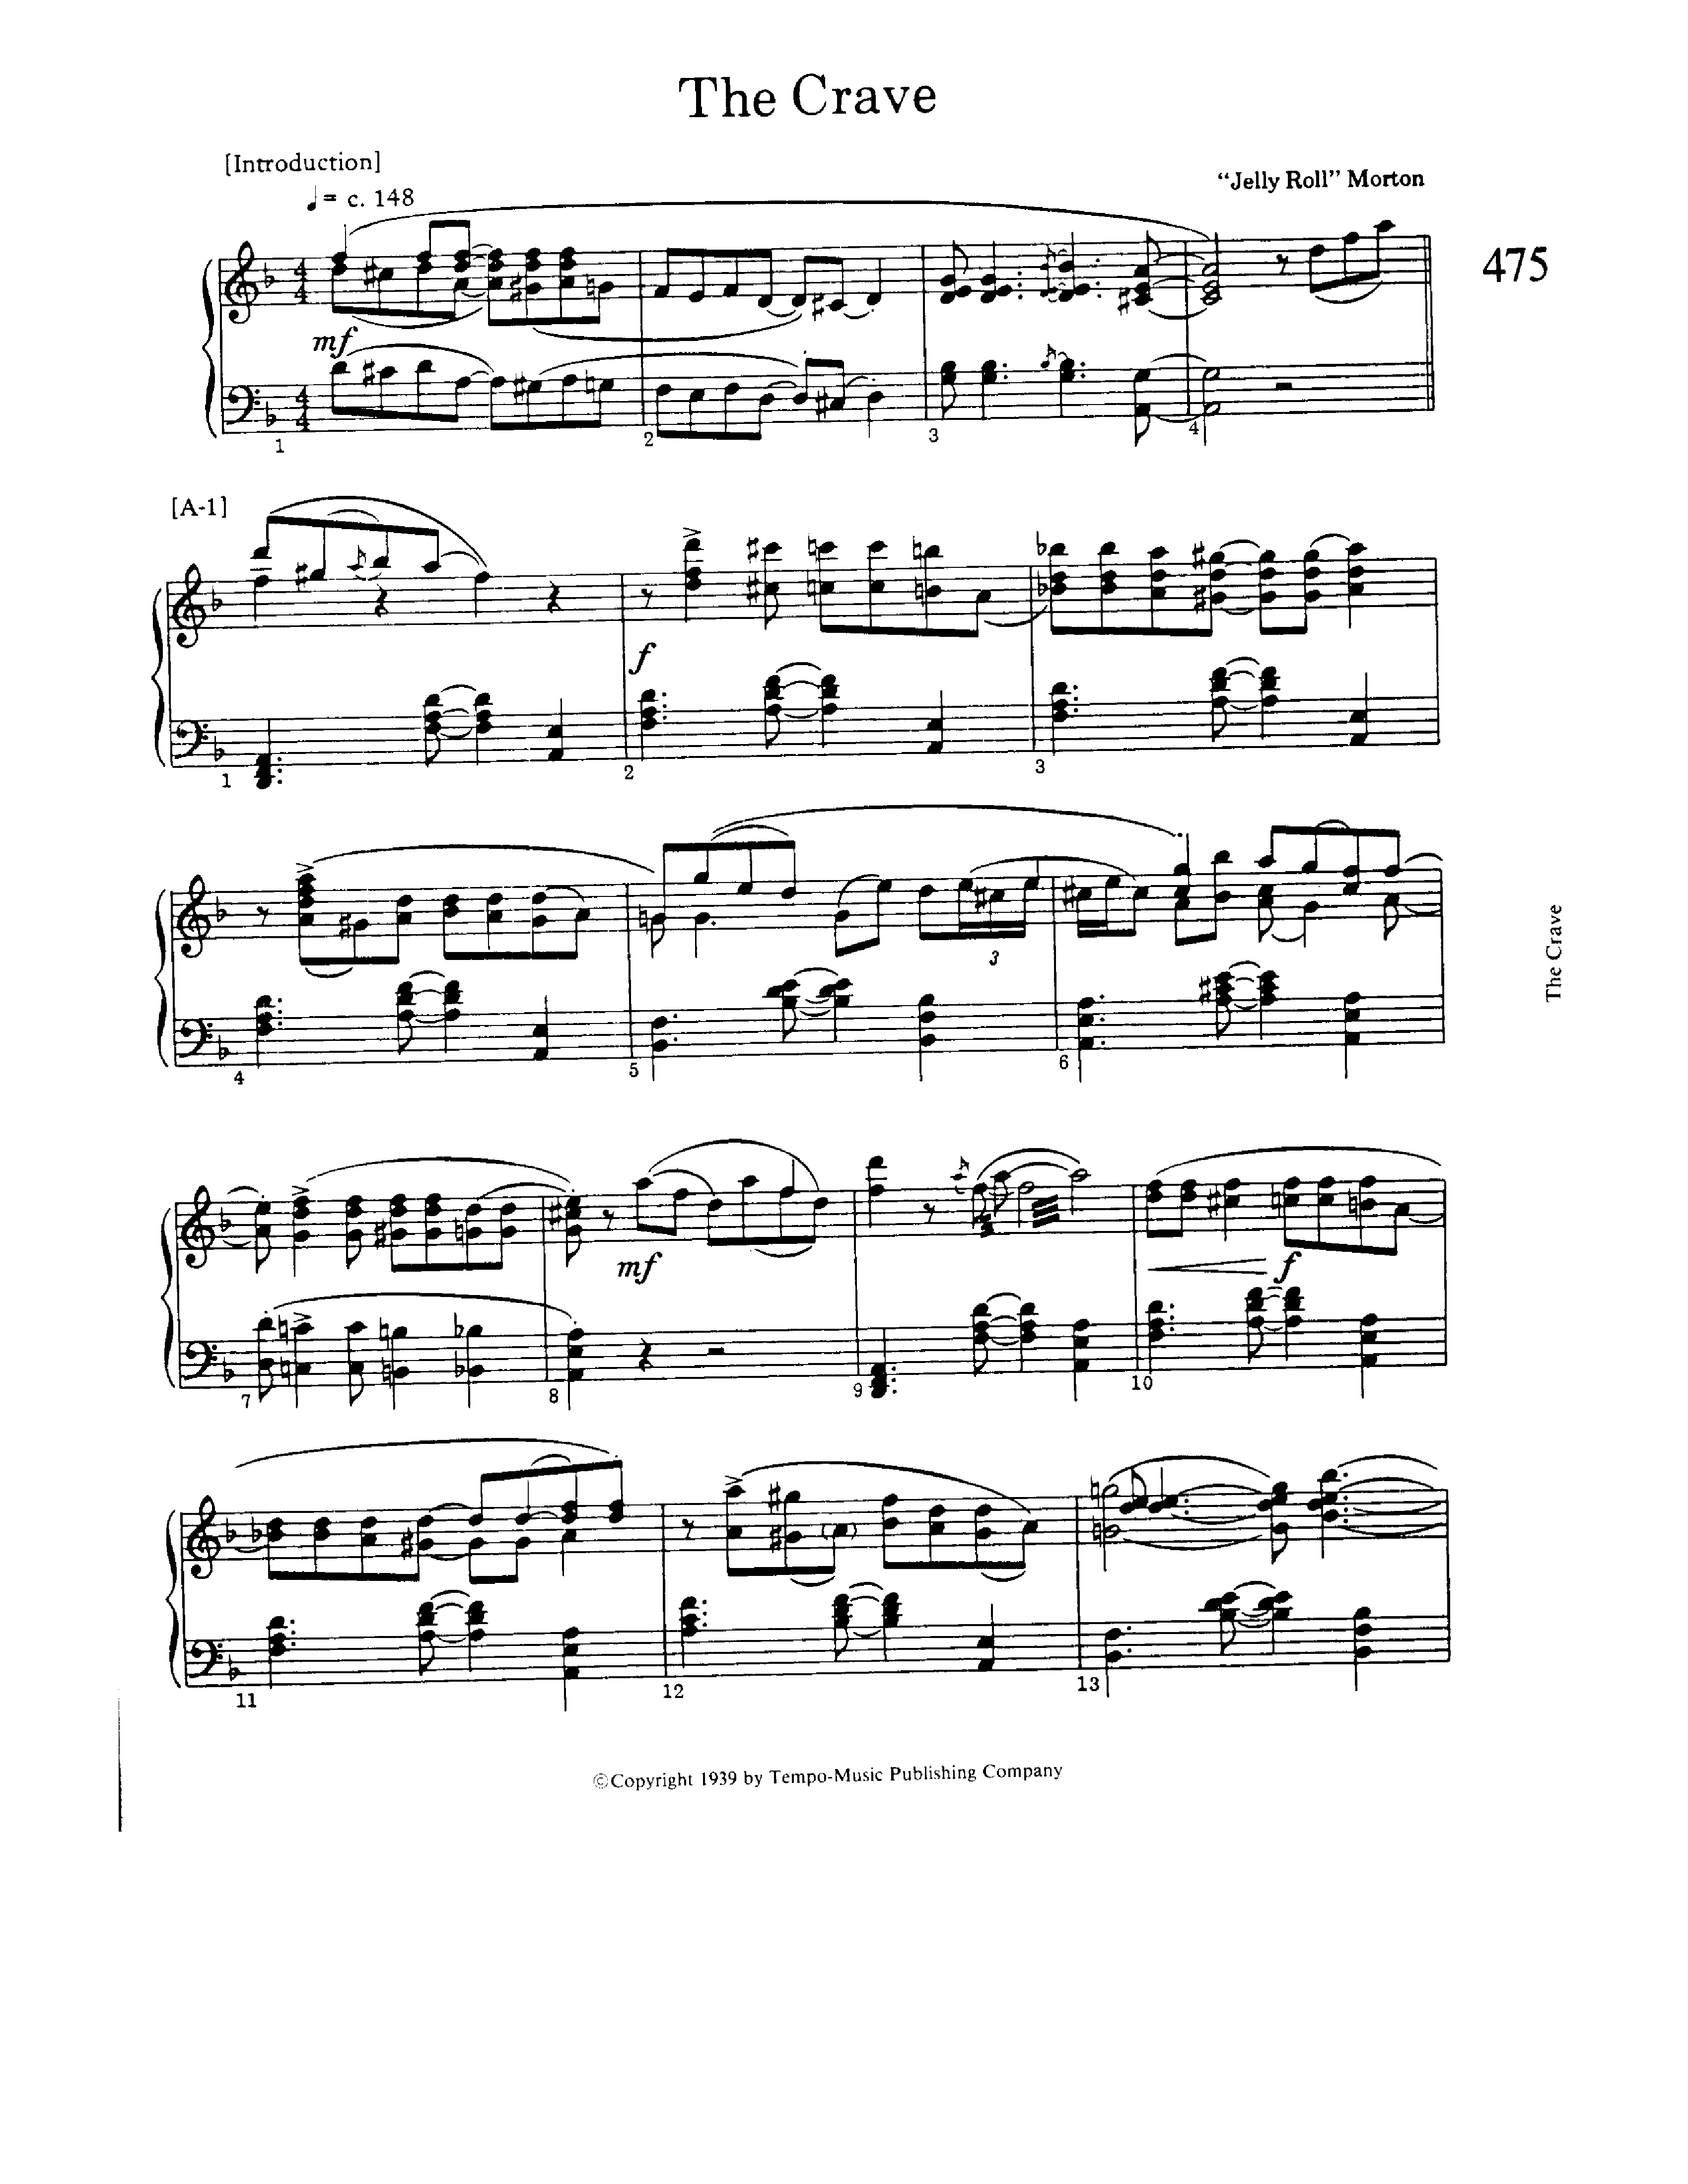 The Crave
[Introduction]
♩ = c. 148
"Jelly Roll" Morton
475
4 4
mf
4 4
1 2 3 4
[A-1]
f
1 2 3
3
4 5 6
The Crave
mf
f
7 8 9 10
11 12 13
©Copyright 1939 by Tempo-Music Publishing Company